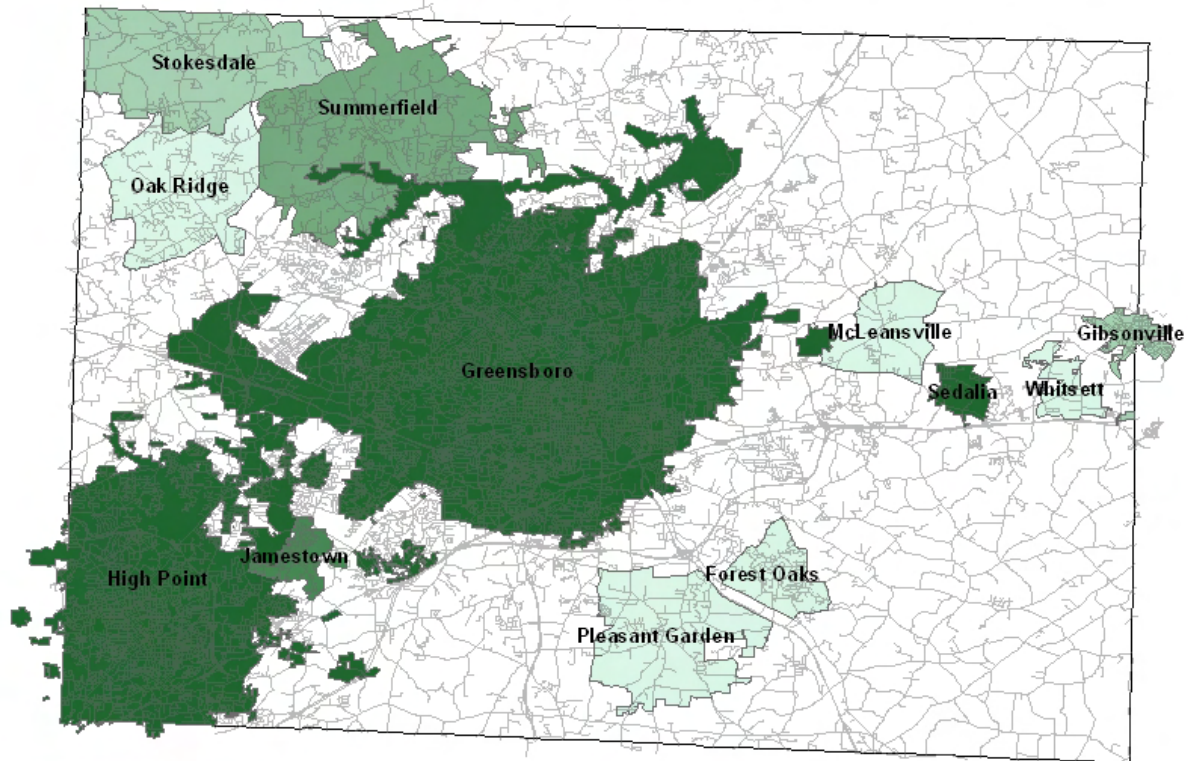 Stokesdale
Summerfield
Oak Ridge
McLeansville
Gibsonville
Greensboro
Whitsett
Sedalia
Jamestown
High Point
Forest Oaks
Pleasant Garden